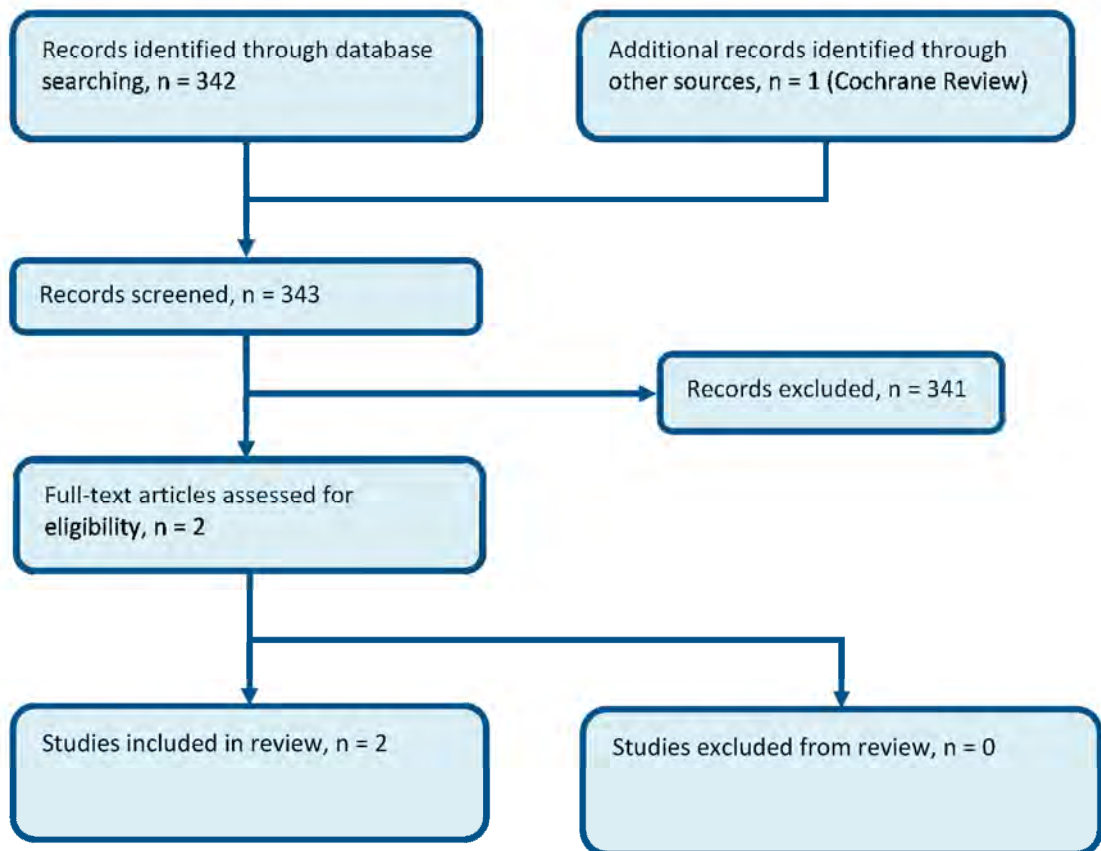 Records identified through database
searching, n = 342
Additional records identified through
other sources, n = 1 (Cochrane Review)
Records screened, n = 343
Records excluded, n = 341
Full-text articles assessed for
eligibility, n = 2
Studies included in review, n = 2
Studies excluded from review, n = 0